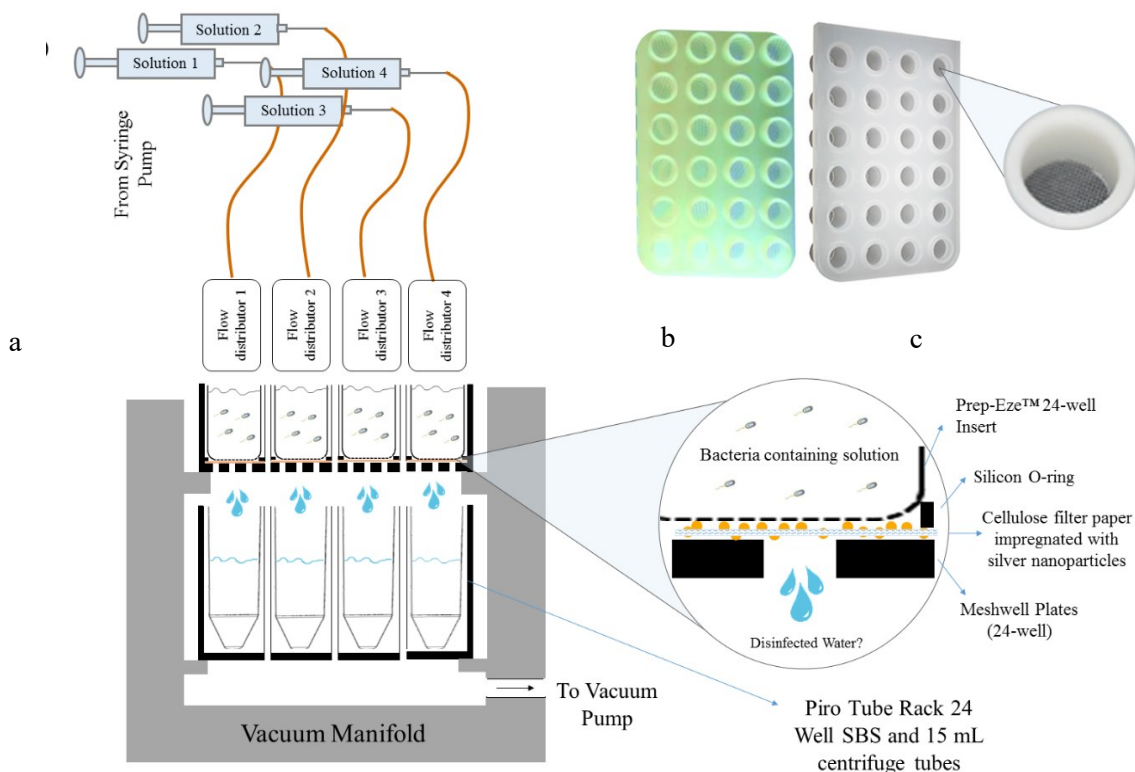 )
Solution 2
Solution 1
Solution 4
Solution 3
From Syringe
Pump
Flow
distributor 1
Flow
distributor 2
Flow
distributor 3
Flow
distributor 4
a
b
c
Bacteria containing solution
Disinfected Water?
Prep-Eze™ 24-well
Insert
Silicon O-ring
Cellulose filter paper
impregnated with
silver nanoparticles
Meshwell Plates
(24-well)
To Vacuum
Pump
Vacuum Manifold
Piro Tube Rack 24
Well SBS and 15 mL
centrifuge tubes